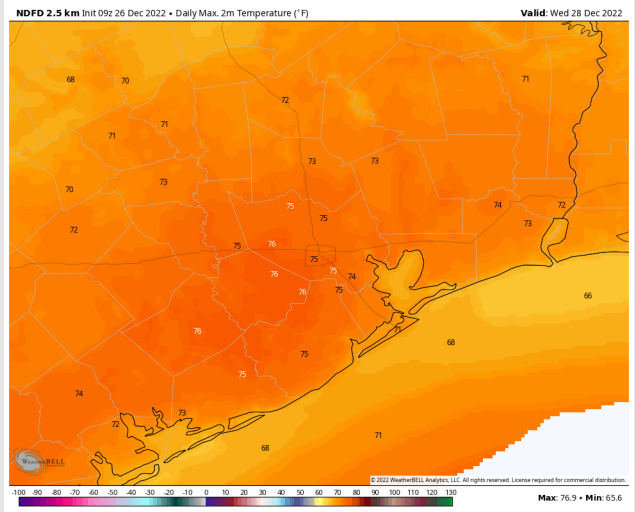 NDFD 2.5 km Init 09z 26 Dec 2022 • Daily Max. 2m Temperature (°F) Valid: Wed 28 Dec 2022
68 70 71
72
71 71
73 73
70 73
72 75 75 74 72
73
75 76
75
76 75 74
76 75 66
76 71 68
75
75
74
72 73
68 71
WeatherBELL
© 2022 WeatherBELL Analytics, LLC. All rights reserved. License required for commercial distribution.
-100 -90 -80 -70 -60 -50 -40 -30 -20 -10 0 10 20 30 40 50 60 70 80 90 100 110 120 130
Max: 76.9 • Min: 65.6